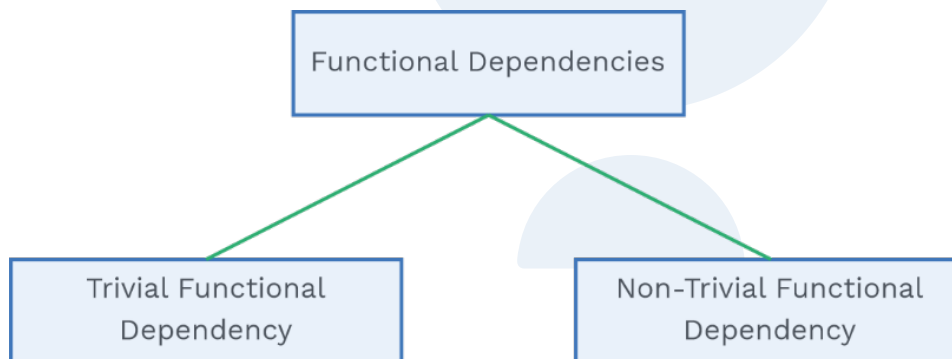 Functional Dependencies
Trivial Functional
Dependency
Non-Trivial Functional
Dependency